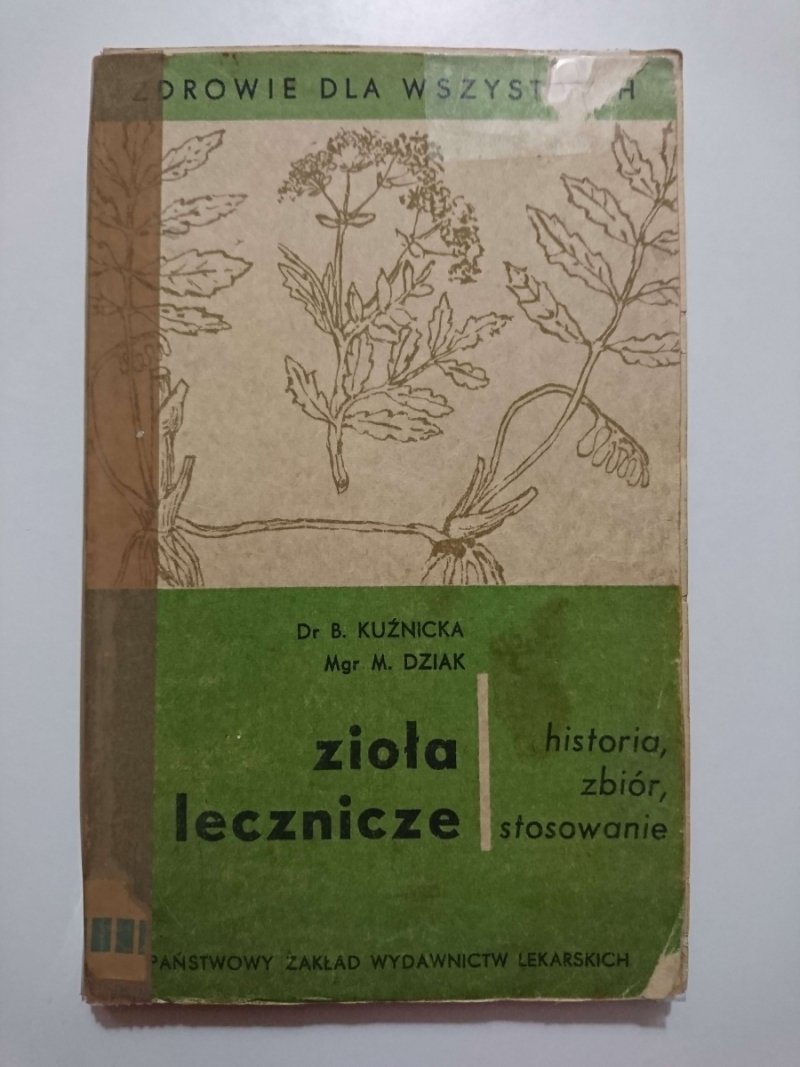 ZDROWIE DLA WSZYSTKICH
Dr B. KUŹNICKA
Mgr M. DZIAK
zioła
lecznicze
historia,
zbiór,
stosowanie
PAŃSTWOWY ZAKŁAD WYDAWNICTW LEKARSKICH